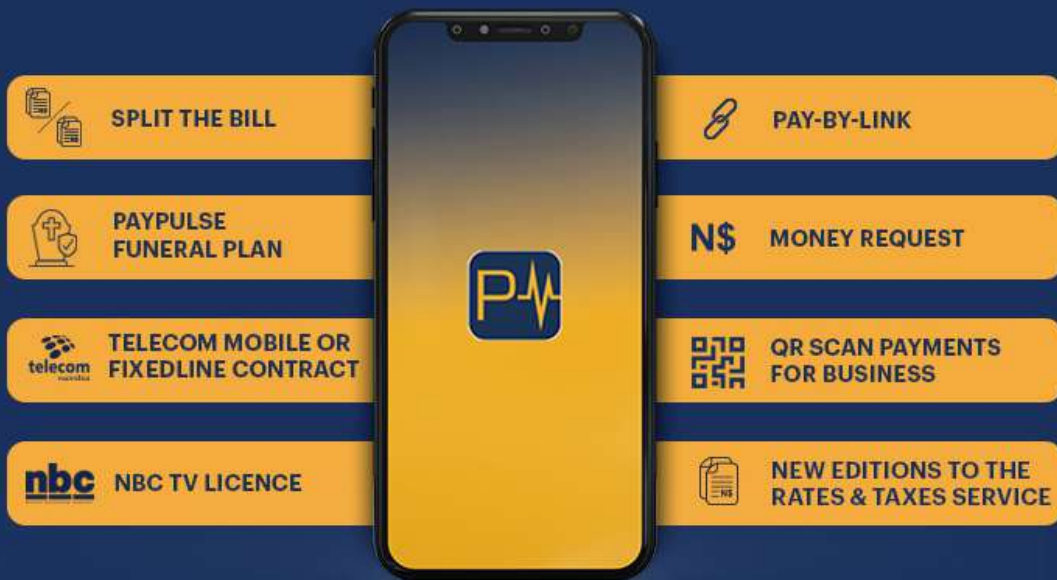 SPLIT THE BILL
PAYPULSE
FUNERAL PLAN
telecom
namibia
TELECOM MOBILE OR
FIXEDLINE CONTRACT
nbc
NBC TV LICENCE
P
PAY-BY-LINK
N$
MONEY REQUEST
QR SCAN PAYMENTS
FOR BUSINESS
N$
NEW EDITIONS TO THE
RATES & TAXES SERVICE